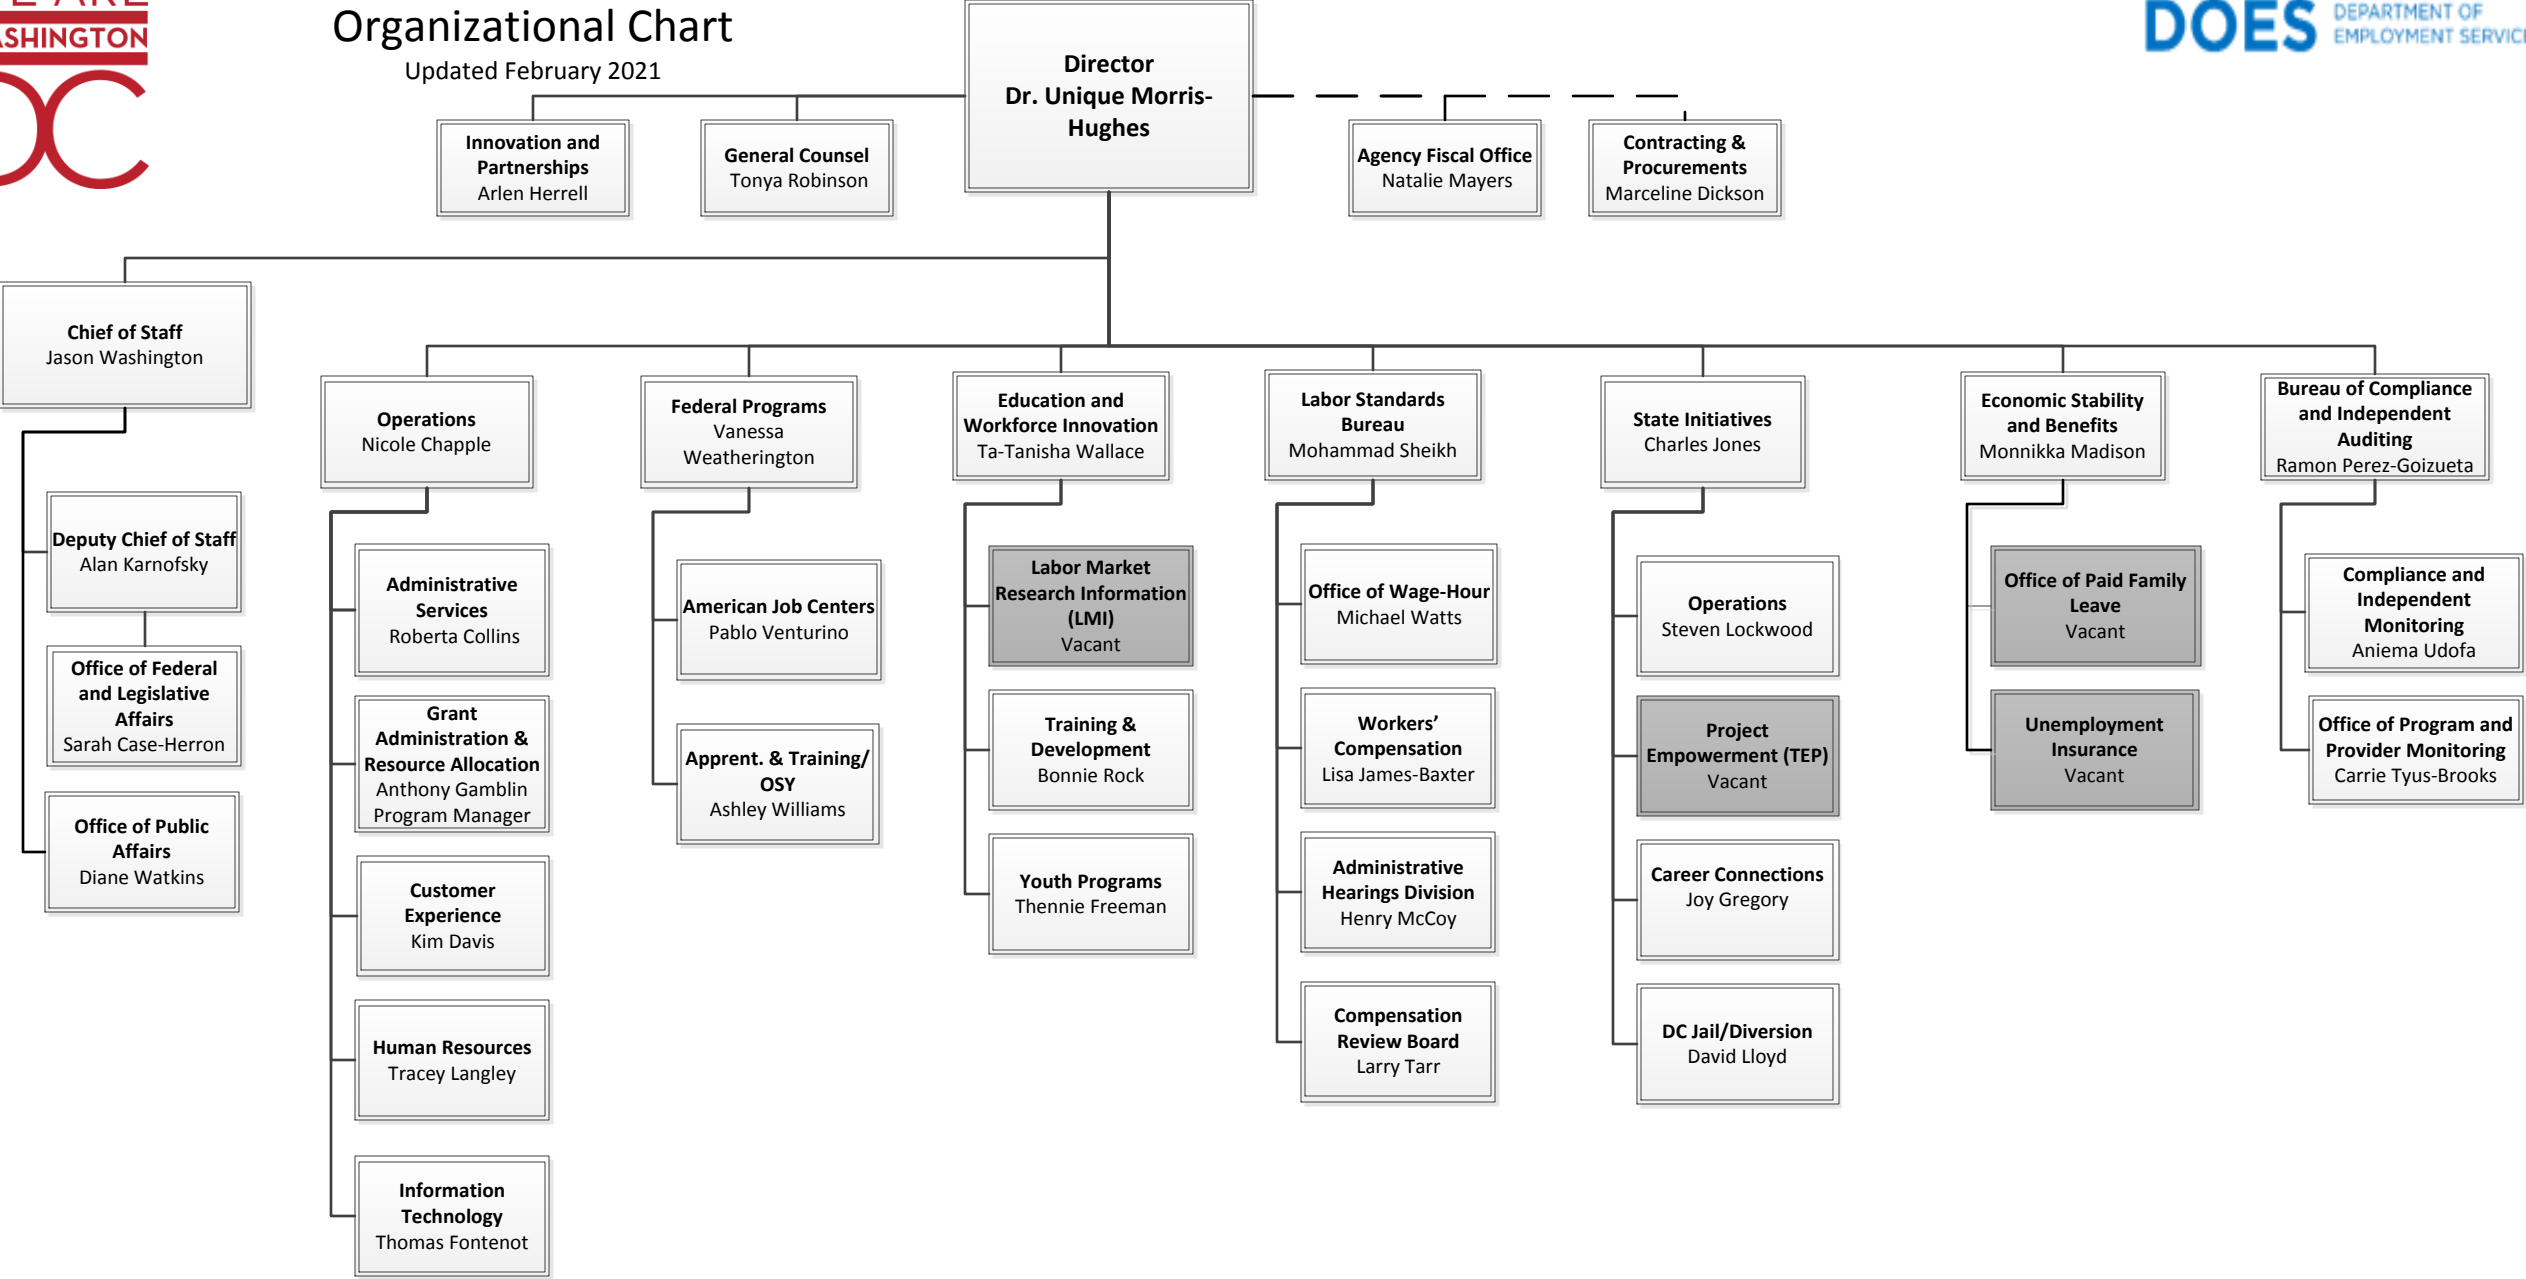 WASHINGTON
DC
Organizational Chart
Updated February 2021
DOES
DEPARTMENT OF
EMPLOYMENT
Director
Dr. Unique Morris-
Hughes
Innovation and
Partnerships
Arlen Herrell
General Counsel
Tonya Robinson
Agency Fiscal Office
Natalie Mayers
Contracting &
Procurements
Marceline Dickson
Chief of Staff
Jason Washington
Deputy Chief of Staff
Alan Karnofsky
Office of Federal
and Legislative
Affairs
Sarah Case-Herron
Office of Public
Affairs
Diane Watkins
Operations
Nicole Chapple
Administrative
Services
Roberta Collins
Grant
Administration &
Resource Allocation
Anthony Gamblin
Program Manager
Customer
Experience
Kim Davis
Human Resources
Tracey Langley
Information
Technology
Thomas Fontenot
Federal Programs
Vanessa
Weatherington
American Job Centers
Pablo Venturino
Apprent. & Training/
OSY
Ashley Williams
Education and
Workforce Innovation
Ta-Tanisha Wallace
Labor Market
Research Information
(LMI)
Vacant
Training &
Development
Bonnie Rock
Youth Programs
Thennie Freeman
Labor Standards
Bureau
Mohammad Sheikh
Office of Wage-Hour
Michael Watts
Workers’
Compensation
Lisa James-Baxter
Administrative
Hearings Division
Henry McCoy
Compensation
Review Board
Larry Tarr
State Initiatives
Charles Jones
Operations
Steven Lockwood
Project
Empowerment (TEP)
Vacant
Career Connections
Joy Gregory
DC Jail/Diversion
David Lloyd
Economic Stability
and Benefits
Monnikka Madison
Office of Paid Family
Leave
Vacant
Unemployment
Insurance
Vacant
Bureau of Compliance
and Independent
Auditing
Ramon Perez-Goizueta
Compliance and
Independent
Monitoring
Aniema Udofa
Office of Program and
Provider Monitoring
Carrie Tyus-Brooks